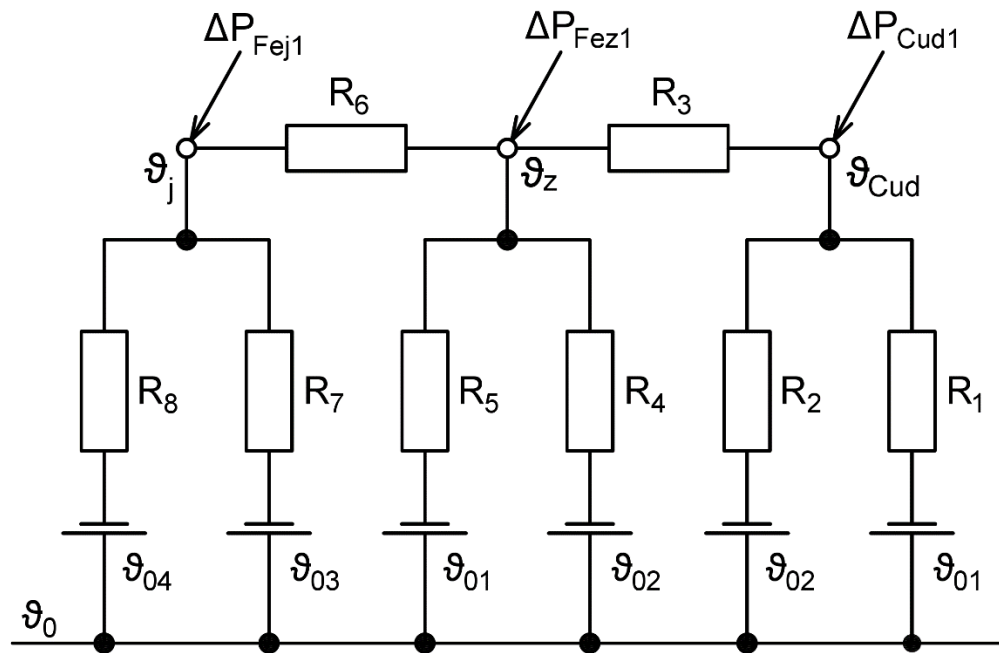 ΔP_Fej1 ΔP_Fez1 ΔP_Cud1
R_6 R_3
ϑ_j ϑ_z ϑ_Cud
R_8 R_7 R_5 R_4 R_2 R_1
ϑ_04 ϑ_03 ϑ_01 ϑ_02 ϑ_02 ϑ_01
ϑ_0